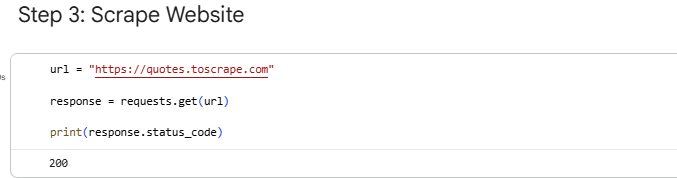 Step 3: Scrape Website
url = "https://quotes.toscrape.com"
response = requests.get(url)
print(response.status_code)
200